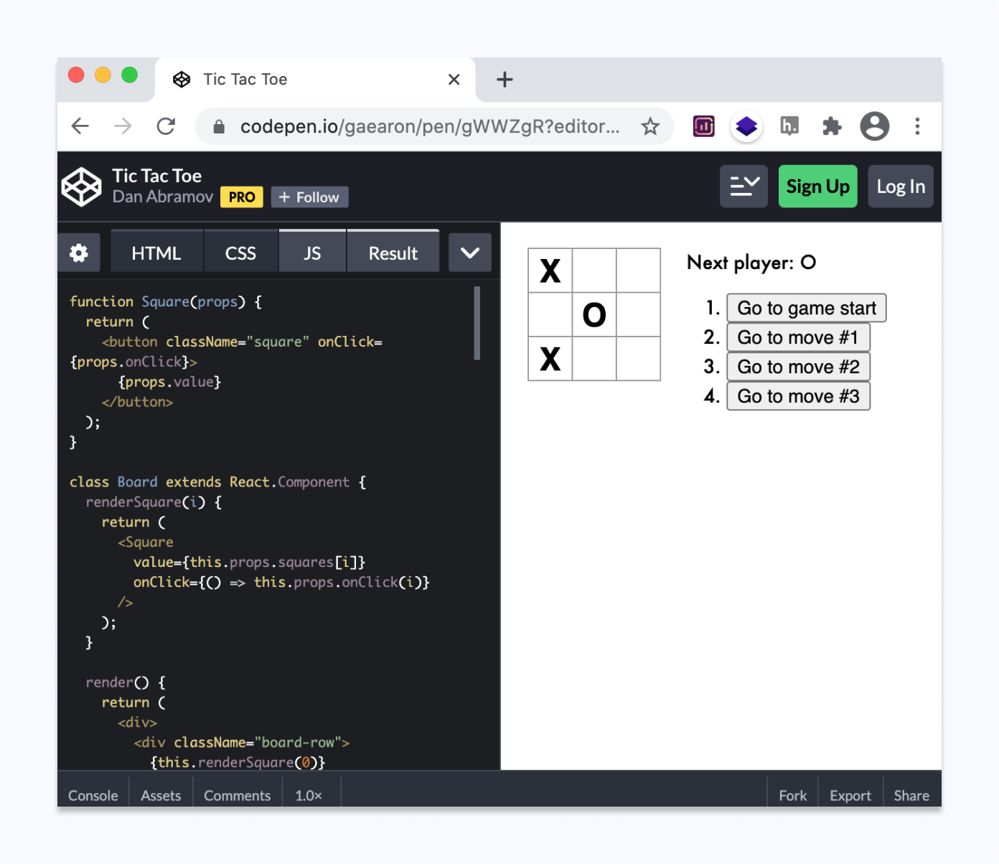 Tic Tac Toe
codepen.io/gaearon/pen/gWWZgR?editor...
h.
Tic Tac Toe
Dan Abramov PRO + Follow
Sign Up
Log In
HTML CSS JS Result
function Square(props) {
  return (
    <button className="square" onClick=
{props.onClick}>
      {props.value}
    </button>
  );
}
class Board extends React.Component {
  renderSquare(i) {
    return (
      <Square
        value={this.props.squares[i]}
        onClick={() => this.props.onClick(i)}
      />
    );
  }
  render() {
    return (
      <div>
        <div className="board-row">
          {this.renderSquare(0)}
X
O
X
Next player: O
1. Go to game start
2. Go to move #1
3. Go to move #2
4. Go to move #3
Console Assets Comments 1.0× Fork Export Share